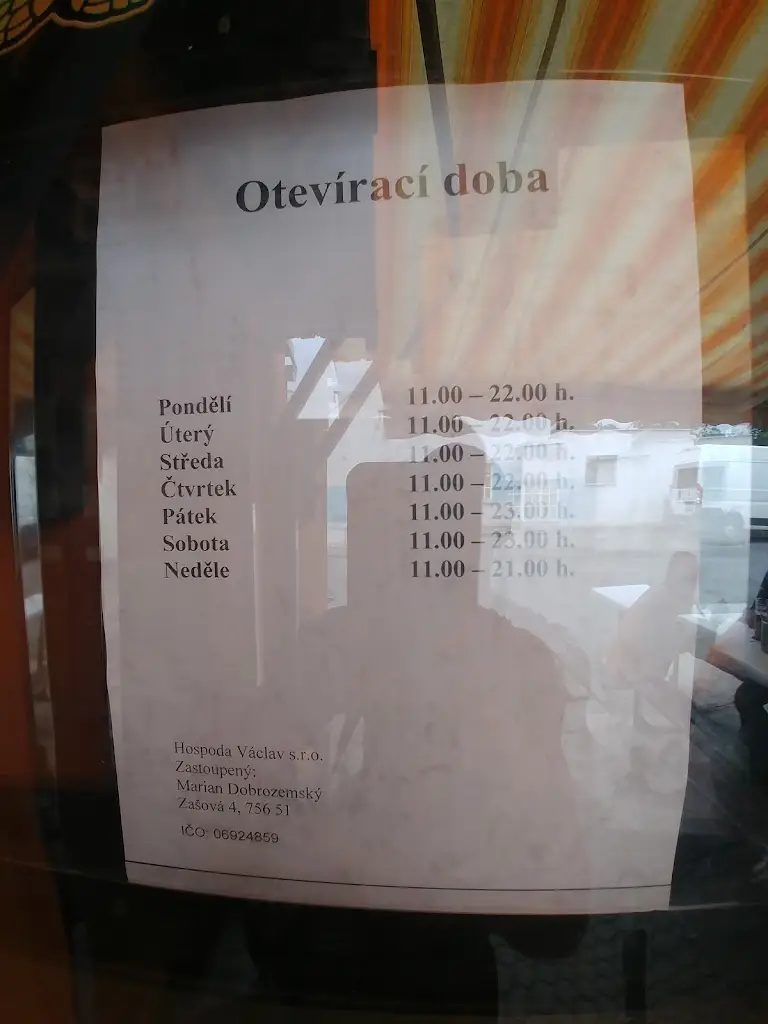 Otevírací doba
Pondělí 11.00 – 22.00 h.
Úterý 11.00 – 22.00 h.
Středa 11.00 – 22.00 h.
Čtvrtek 11.00 – 22.00 h.
Pátek 11.00 – 23.00 h.
Sobota 11.00 – 23.00 h.
Neděle 11.00 – 21.00 h.
Hospoda Václav s.r.o.
Zastoupený:
Marian Dobrozemský
Zašová 4, 756 51
IČO: 06924859